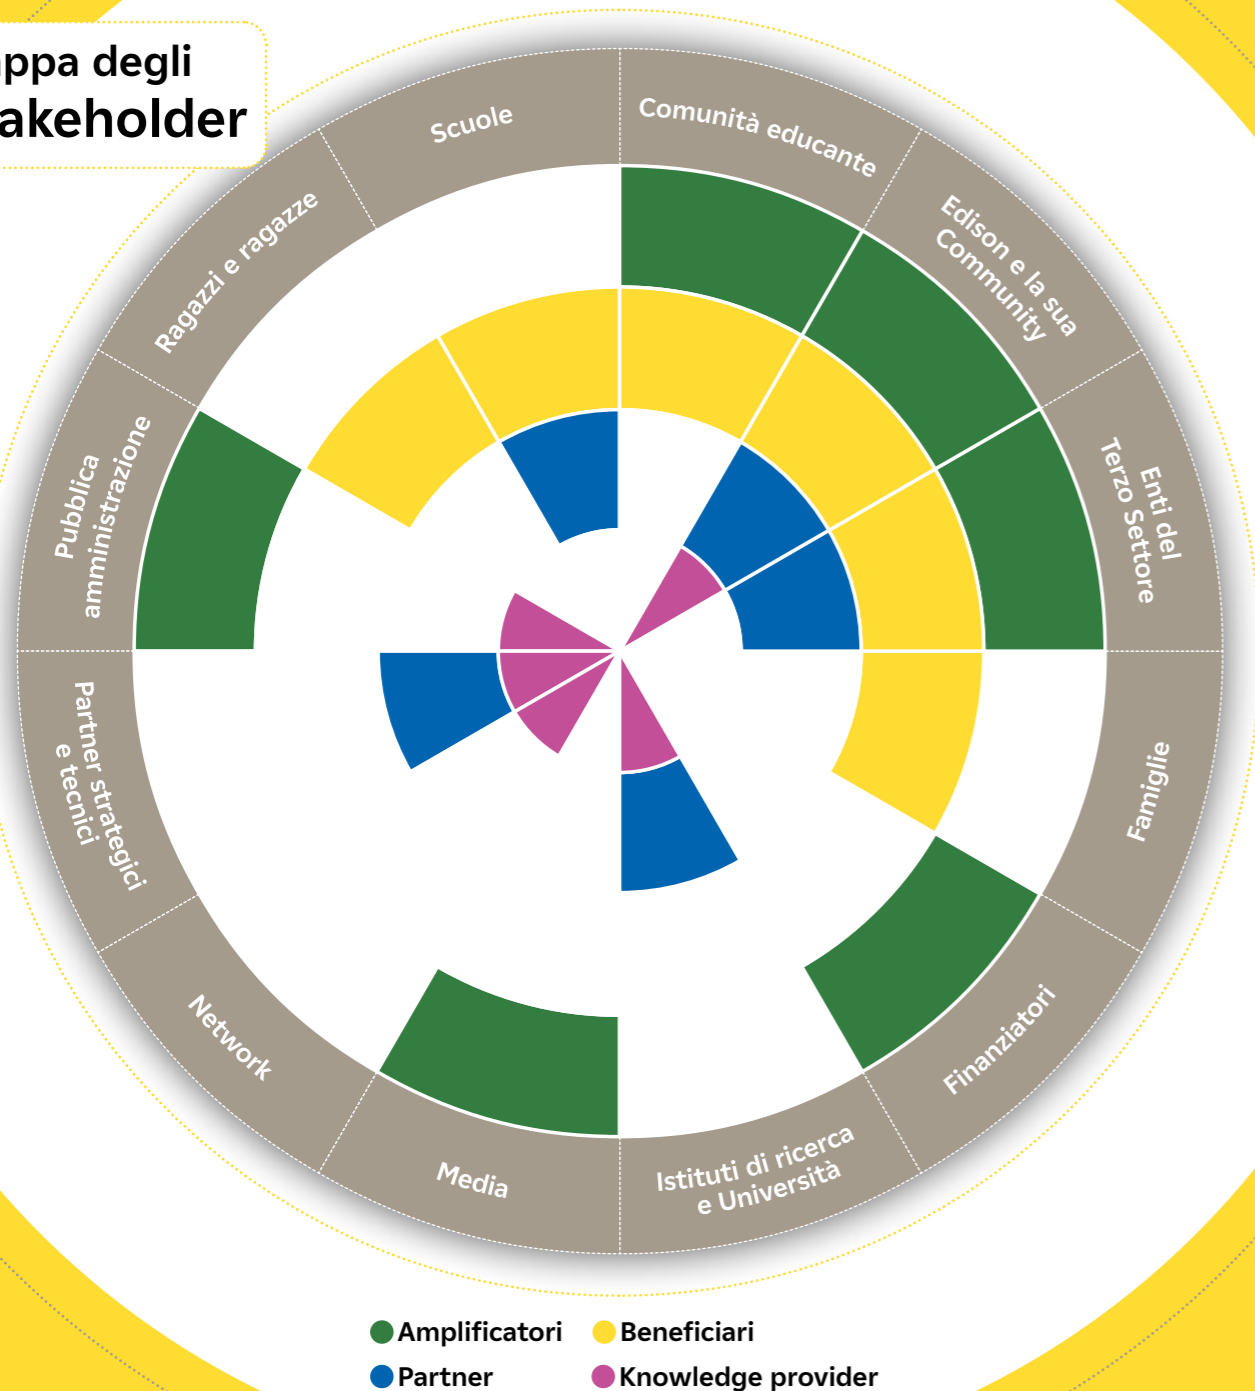 appa degli
akeholder
Scuole
Comunità educante
Edison e la sua
Community
Enti del
Terzo Settore
Famiglie
Finanziatori
Istituti di ricerca
e Università
Media
Network
Partner strategici
e tecnici
Pubblica
amministrazione
Ragazzi e ragazze
Amplificatori
Beneficiari
Partner
Knowledge provider